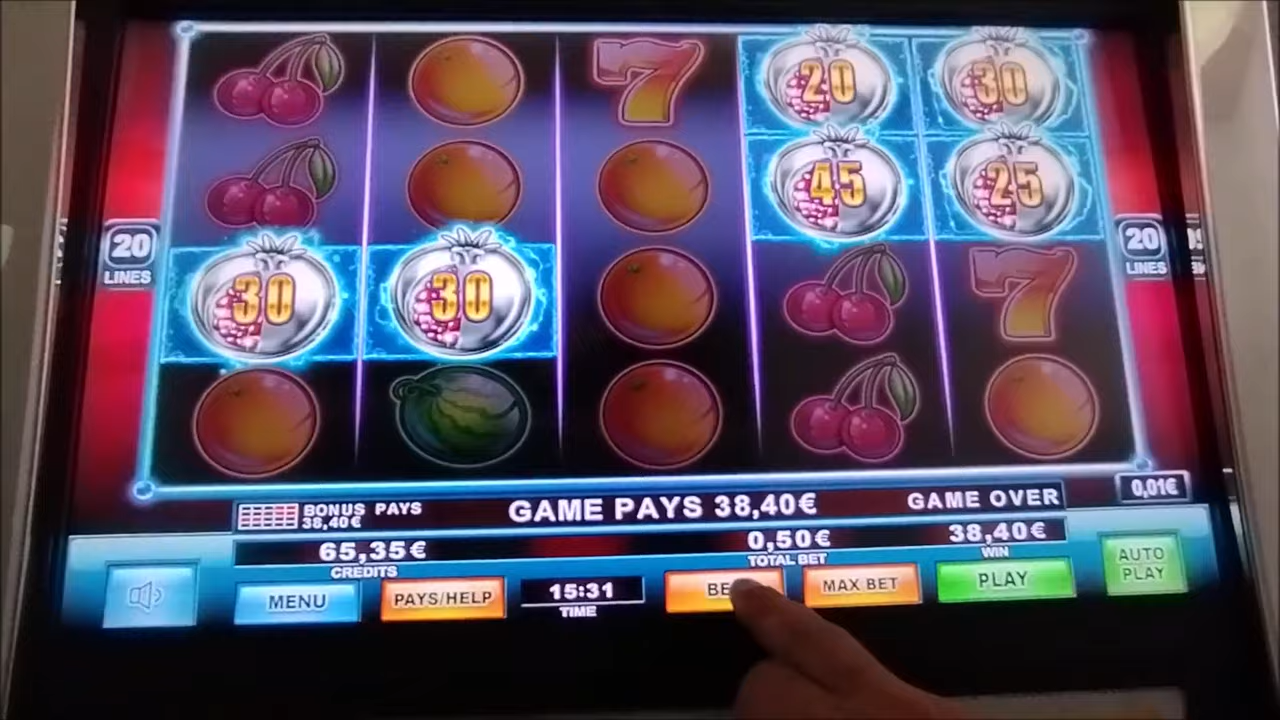 7
20
30
45
25
20
LINES
20
LINES
30
30
7
BONUS PAYS
38,40€
GAME PAYS 38,40€
GAME OVER
0,01€
65,35€
CREDITS
0,50€
TOTAL BET
38,40€
WIN
MENU
PAYS/HELP
15:31
TIME
MAX BET
PLAY
AUTO
PLAY